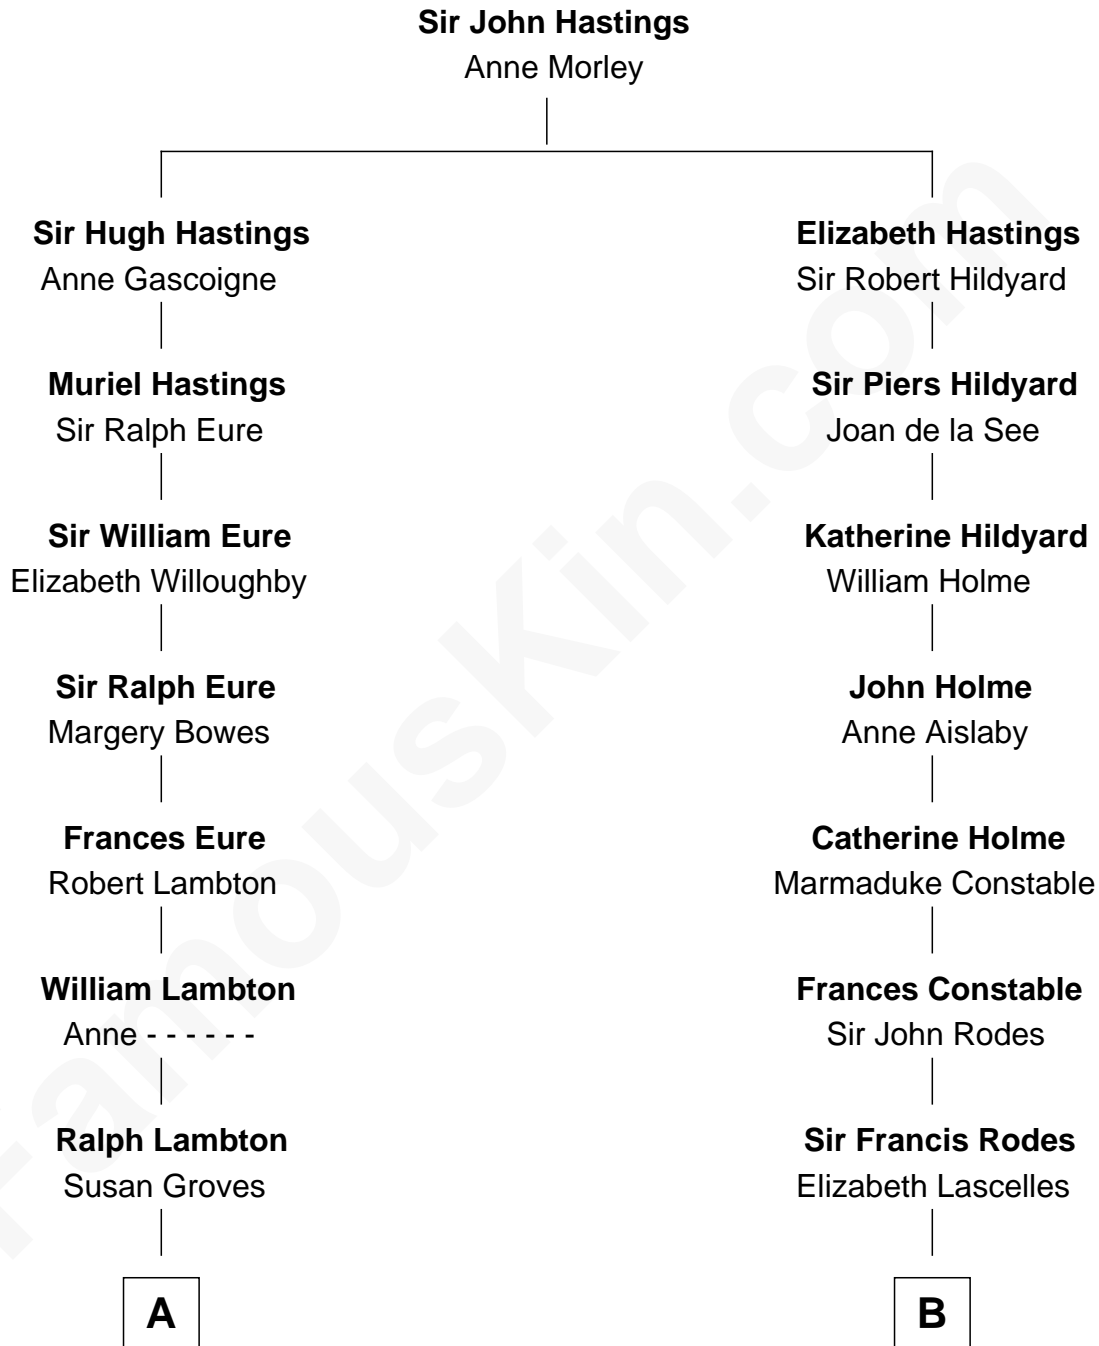 Sir John Hastings
Anne Morley
Sir Hugh Hastings
Anne Gascoigne
Elizabeth Hastings
Sir Robert Hildyard
Muriel Hastings
Sir Ralph Eure
Sir Piers Hildyard
Joan de la See
Sir William Eure
Elizabeth Willoughby
Katherine Hildyard
William Holme
Sir Ralph Eure
Margery Bowes
John Holme
Anne Aislaby
Frances Eure
Robert Lambton
Catherine Holme
Marmaduke Constable
William Lambton
Anne - - - - - -
Frances Constable
Sir John Rodes
Ralph Lambton
Susan Groves
Sir Francis Rodes
Elizabeth Lascelles
A
B
FamousKin.com